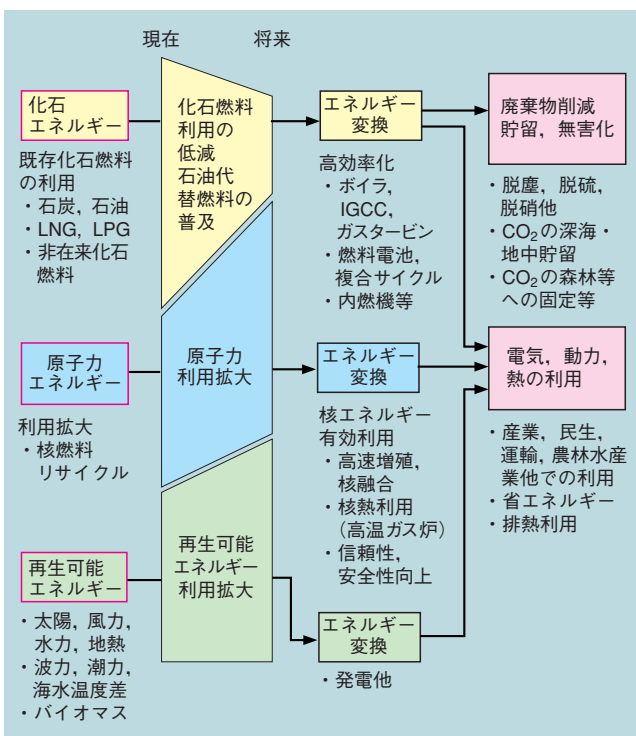 現在
将来
化石
エネルギー
既存化石燃料
の利用
・石炭，石油
・LNG，LPG
・非在来化石
燃料
化石燃料
利用の
低減
石油代
替燃料の
普及
エネルギー
変換
高効率化
・ボイラ，
IGCC，
ガスタービン
・燃料電池，
複合サイクル
・内燃機等
廃棄物削減
貯留，無害化
・脱塵，脱硫，
脱硝他
・CO₂の深海・
地中貯留
・CO₂の森林等
への固定等
原子力
エネルギー
利用拡大
・核燃料
リサイクル
原子力
利用拡大
エネルギー
変換
核エネルギー
有効利用
・高速増殖，
核融合
・核熱利用
（高温ガス炉）
・信頼性，
安全性向上
電気，動力，
熱の利用
・産業，民生，
運輸，農林水産
業他での利用
・省エネルギー
・排熱利用
再生可能
エネルギー
・太陽，風力，
水力，地熱
・波力，潮力，
海水温度差
・バイオマス
再生可能
エネルギー
利用拡大
エネルギー
変換
・発電他